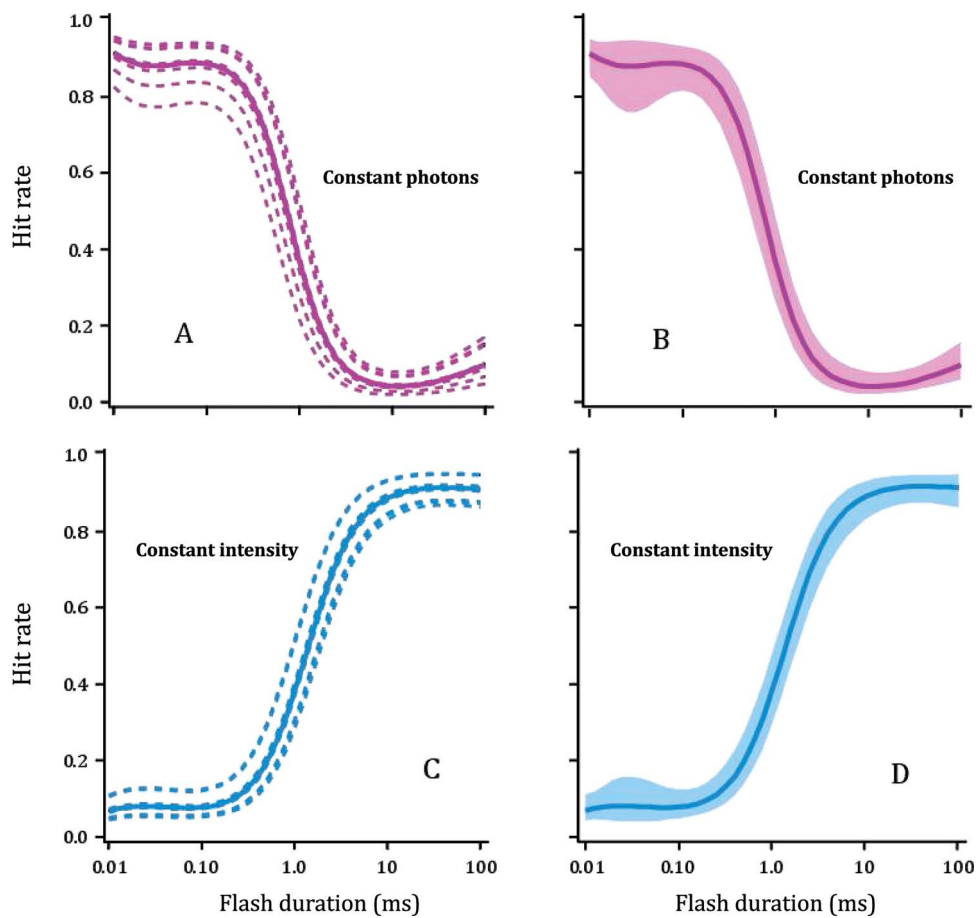 1.0
0.8
0.6
0.4
0.2
0.0
Hit rate
Constant photons
A
Constant photons
B
1.0
0.8
0.6
0.4
0.2
0.0
Hit rate
Constant intensity
C
Constant intensity
D
0.01 0.10 1.0 10 100
0.01 0.10 1.0 10 100
Flash duration (ms)
Flash duration (ms)